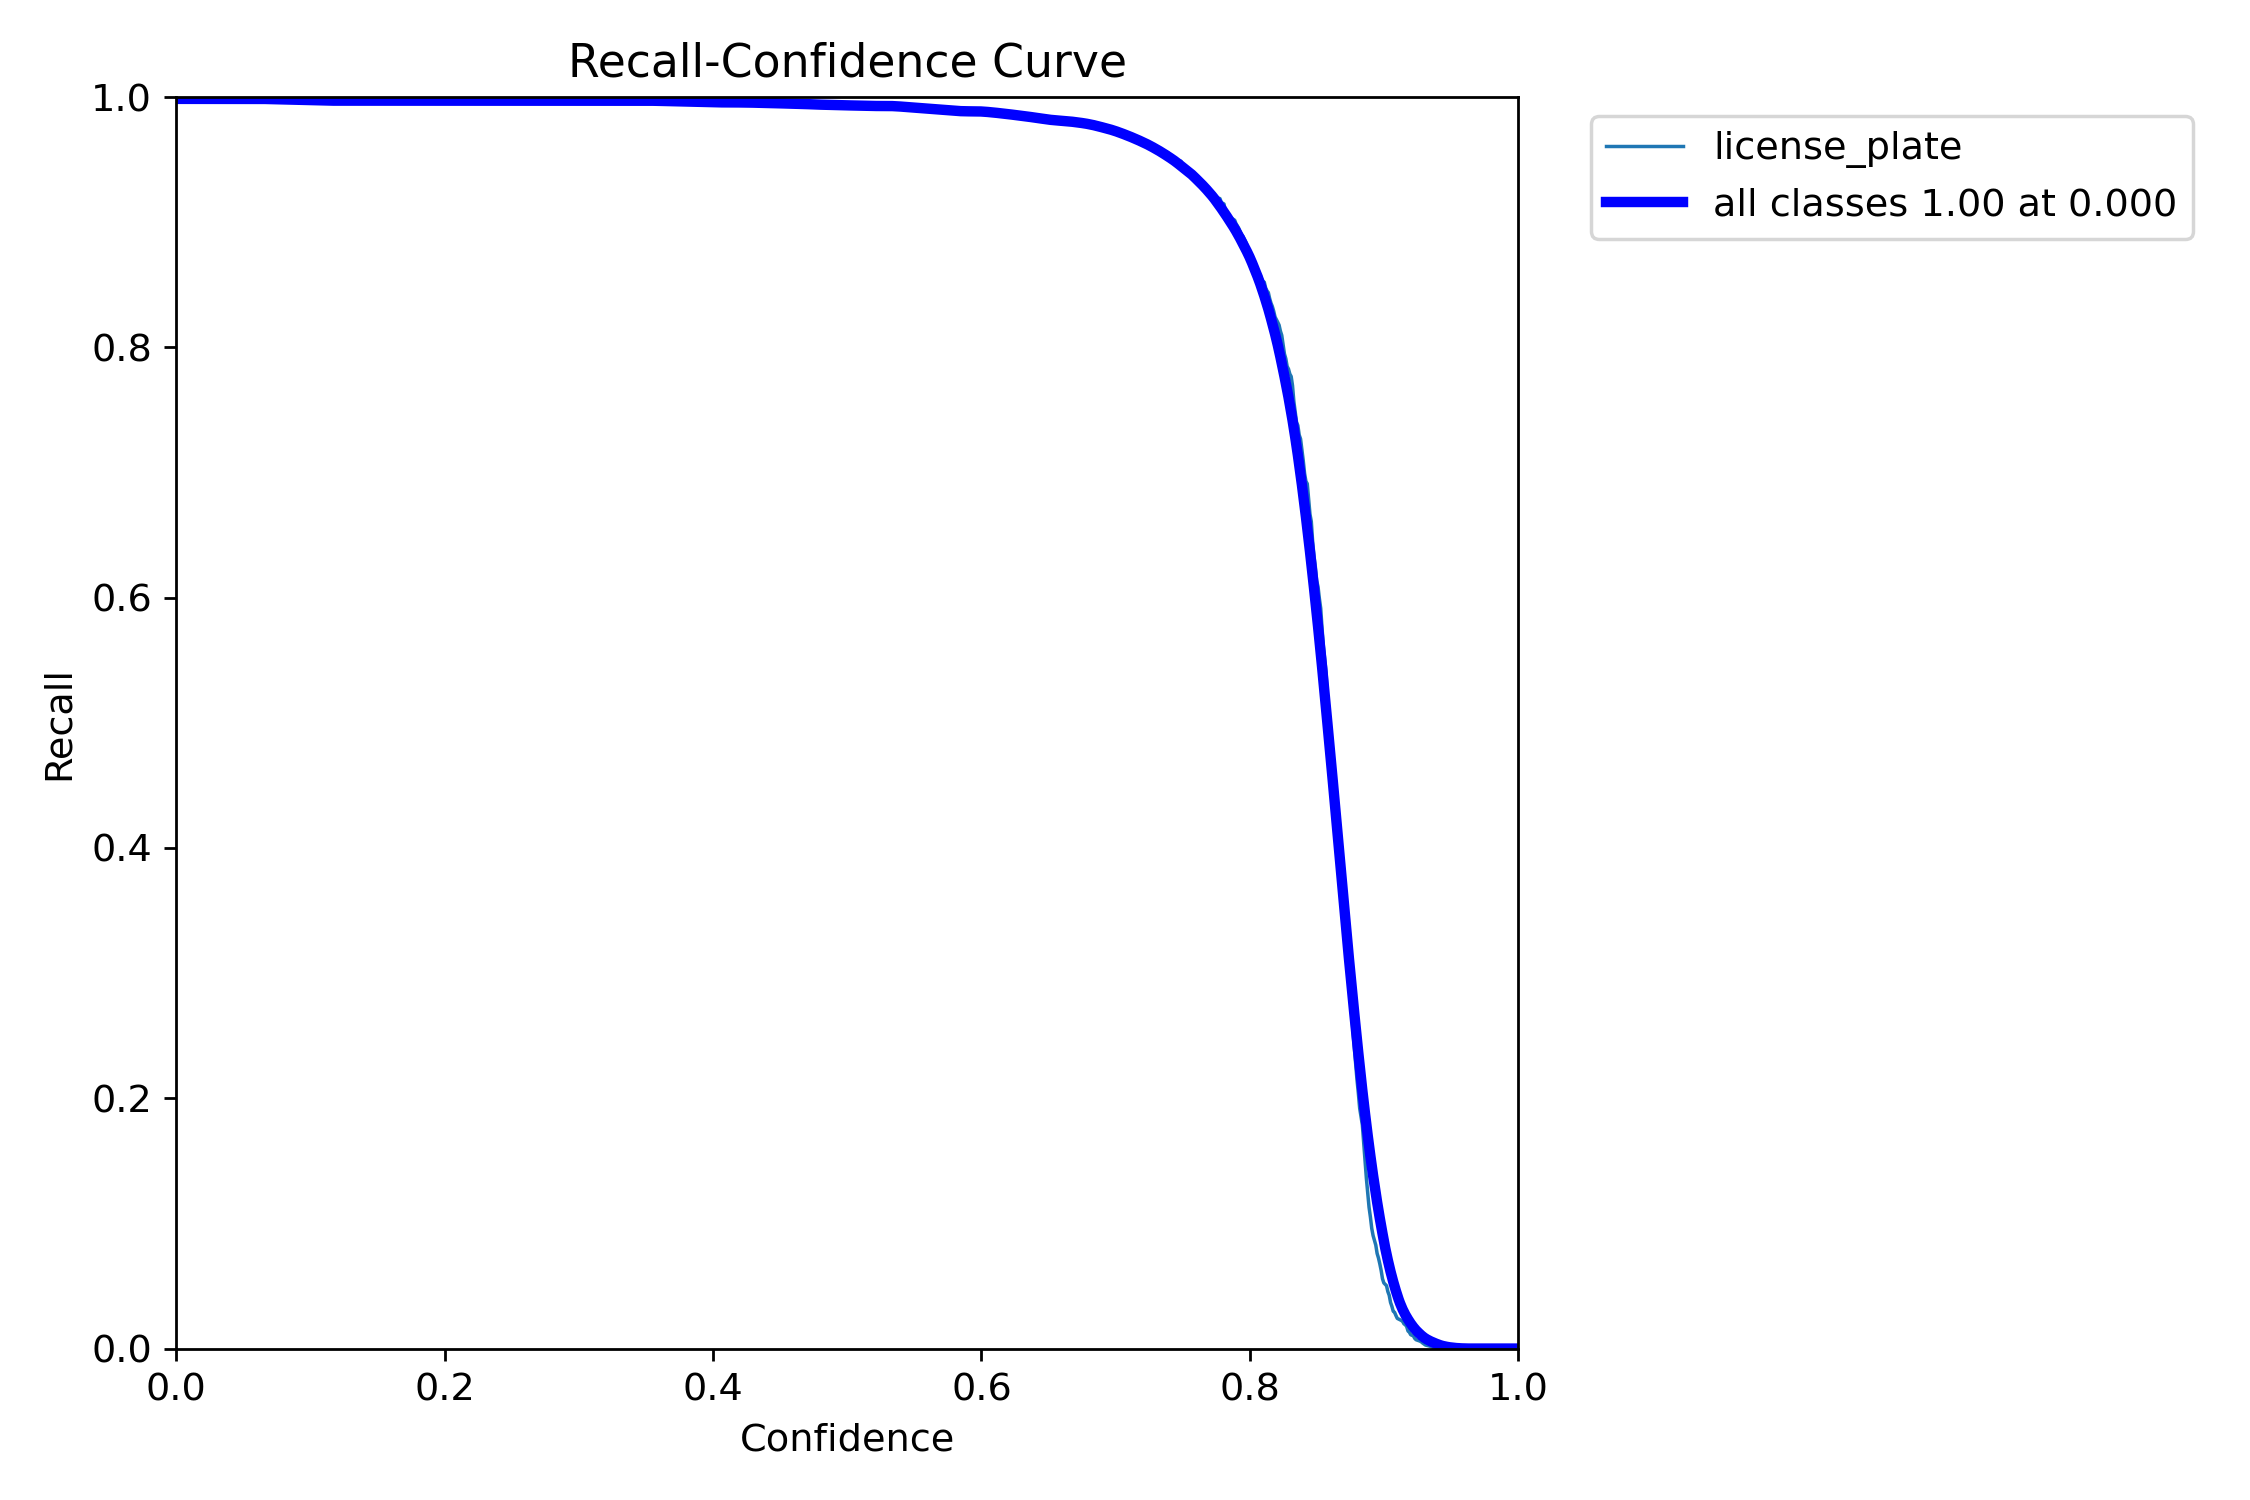 Recall-Confidence Curve
license_plate
all classes 1.00 at 0.000
1.0
0.8
0.6
0.4
0.2
0.0
Recall
0.0 0.2 0.4 0.6 0.8 1.0
Confidence